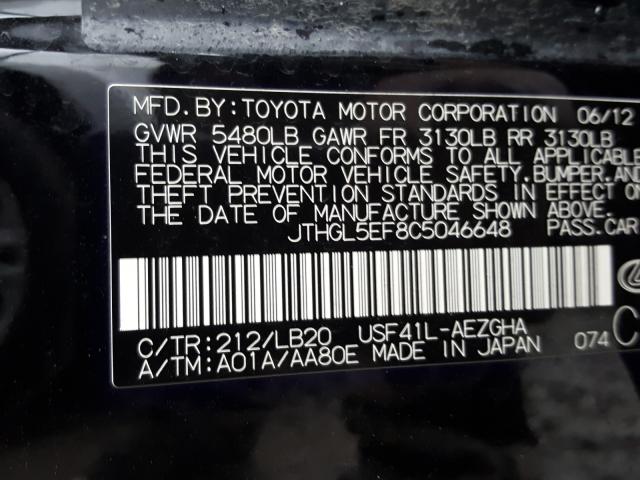 MFD.BY:TOYOTA MOTOR CORPORATION 06/12
GVWR 5480LB GAWR FR 3130LB RR 3130LB
THIS VEHICLE CONFORMS TO ALL APPLICABLE
FEDERAL MOTOR VEHICLE SAFETY.BUMPER.AND
THEFT PREVENTION STANDARDS IN EFFECT O
THE DATE OF MANUFACTURE SHOWN ABOVE.
JTHGL5EF8C5046648 PASS.CAR
C/TR:212/LB20 USF41L-AEZGHA
A/TM:A01A/AA80E MADE IN JAPAN 074 C